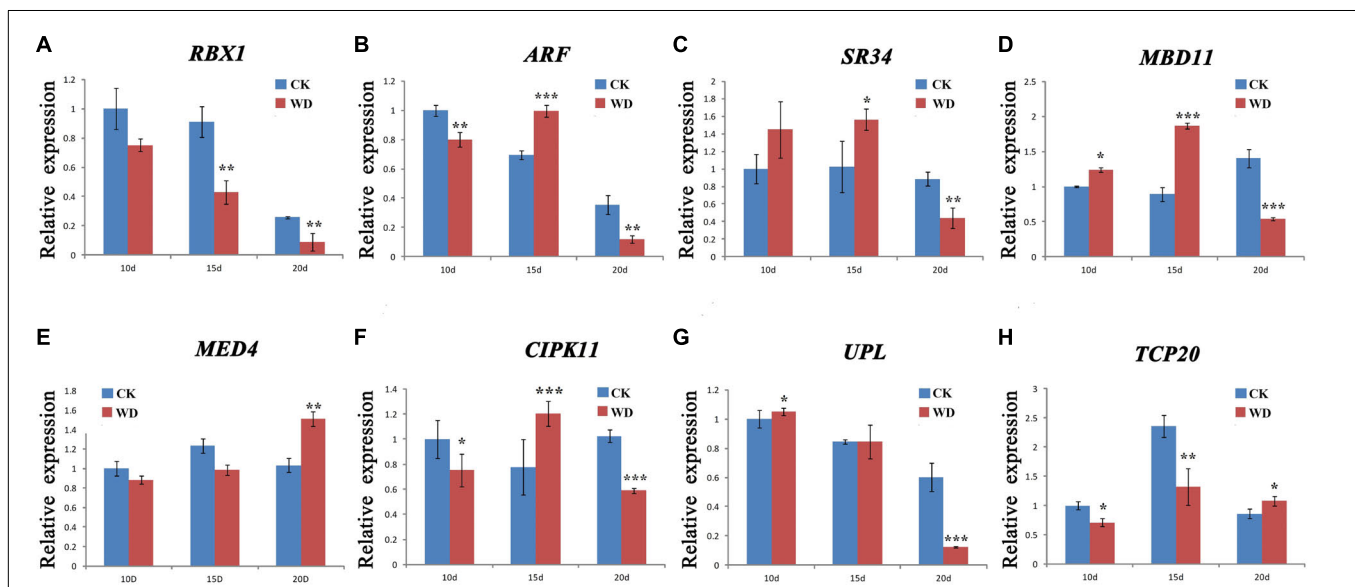 A
RBX1
Relative expression
1.2
1
0.8
0.6
0.4
0.2
0
CK
WD
**
**
10d 15d 20d
B
ARF
Relative expression
1.2
1
0.8
0.6
0.4
0.2
0
CK
WD
**
***
**
10d 15d 20d
C
SR34
Relative expression
2
1.8
1.6
1.4
1.2
1
0.8
0.6
0.4
0.2
0
CK
WD
*
**
10d 15d 20d
D
MBD11
Relative expression
2.5
2
1.5
1
0.5
0
CK
WD
*
***
***
10d 15d 20d
E
MED4
Relative expression
1.8
1.6
1.4
1.2
1
0.8
0.6
0.4
0.2
0
CK
WD
**
10D 15D 20D
F
CIPK11
Relative expression
1.4
1.2
1
0.8
0.6
0.4
0.2
0
CK
WD
*
***
***
10d 15d 20d
G
UPL
Relative expression
1.2
1
0.8
0.6
0.4
0.2
0
CK
WD
*
***
10d 15d 20d
H
TCP20
Relative expression
3
2.5
2
1.5
1
0.5
0
CK
WD
*
**
*
10d 15d 20d